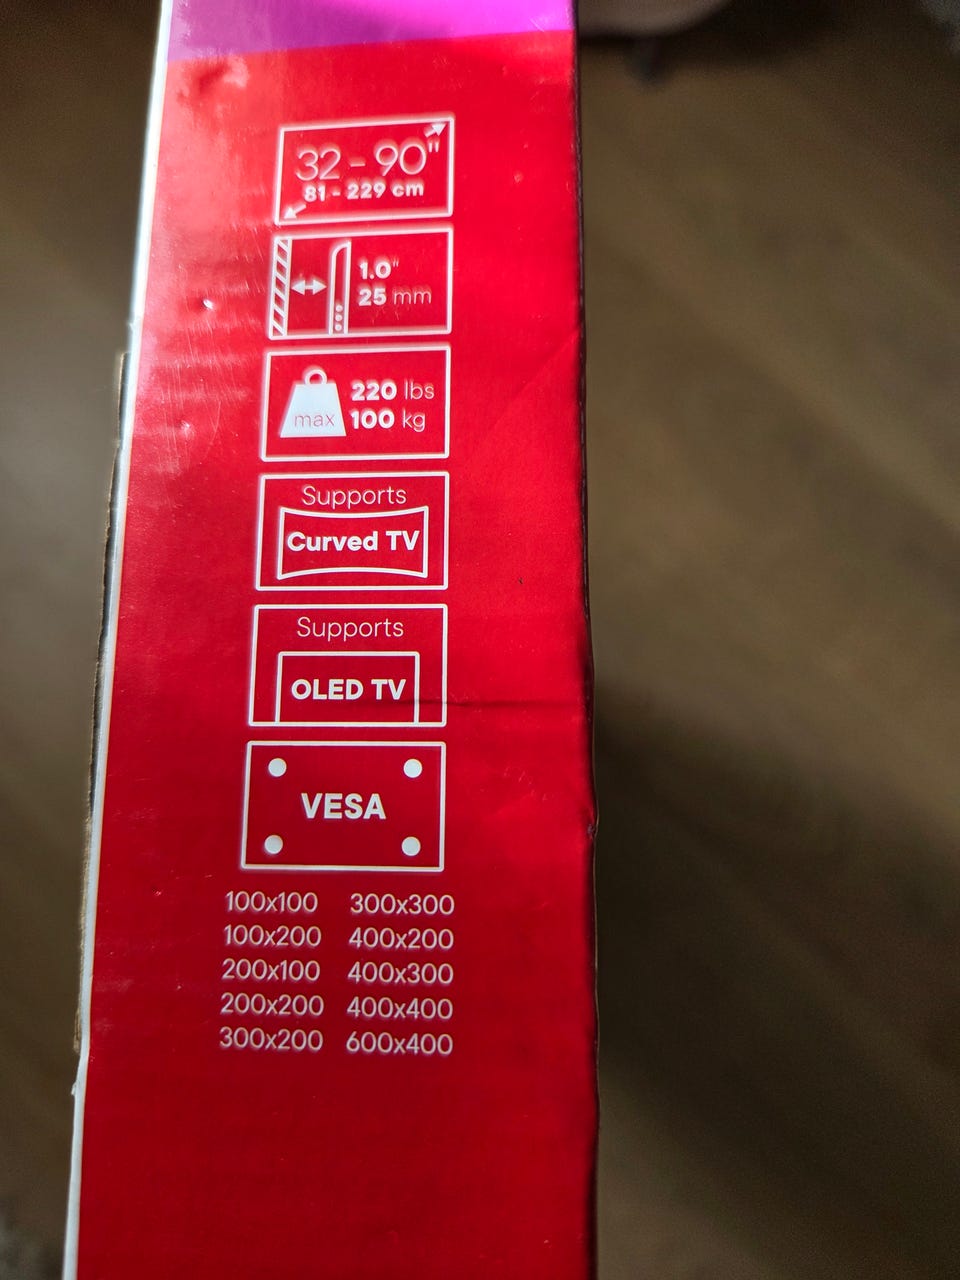 32 - 90"
81 - 229 cm
1.0"
25 mm
220 lbs
max 100 kg
Supports
Curved TV
Supports
OLED TV
VESA
100x100 300x300
100x200 400x200
200x100 400x300
200x200 400x400
300x200 600x400